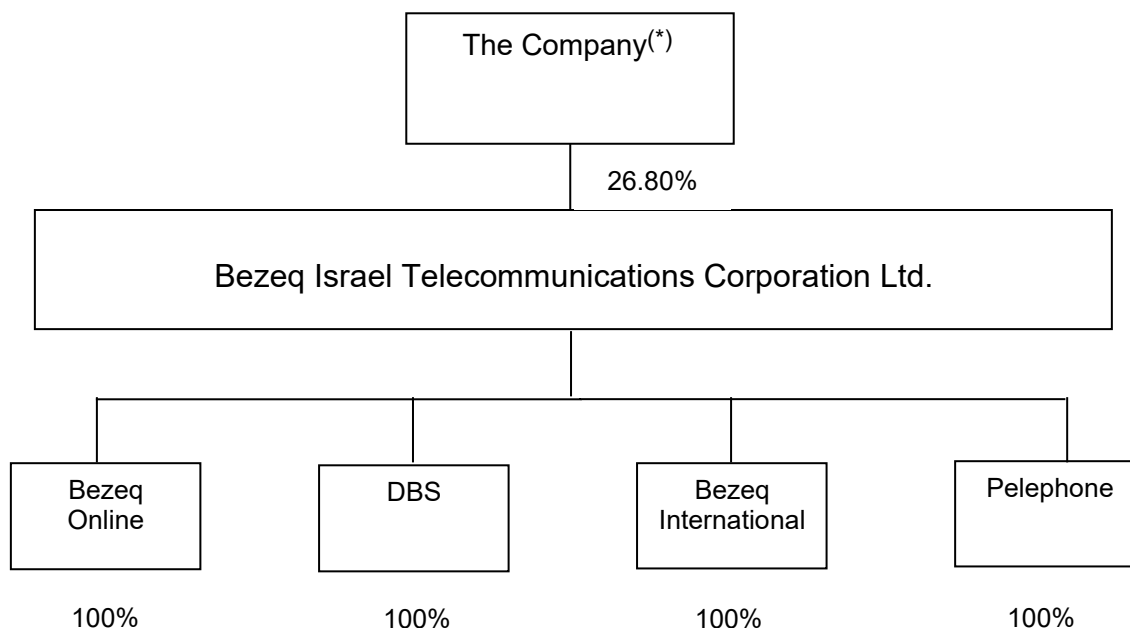 The Company(*)
26.80%
Bezeq Israel Telecommunications Corporation Ltd.
Bezeq
Online
DBS
Bezeq
International
Pelephone
100%
100%
100%
100%